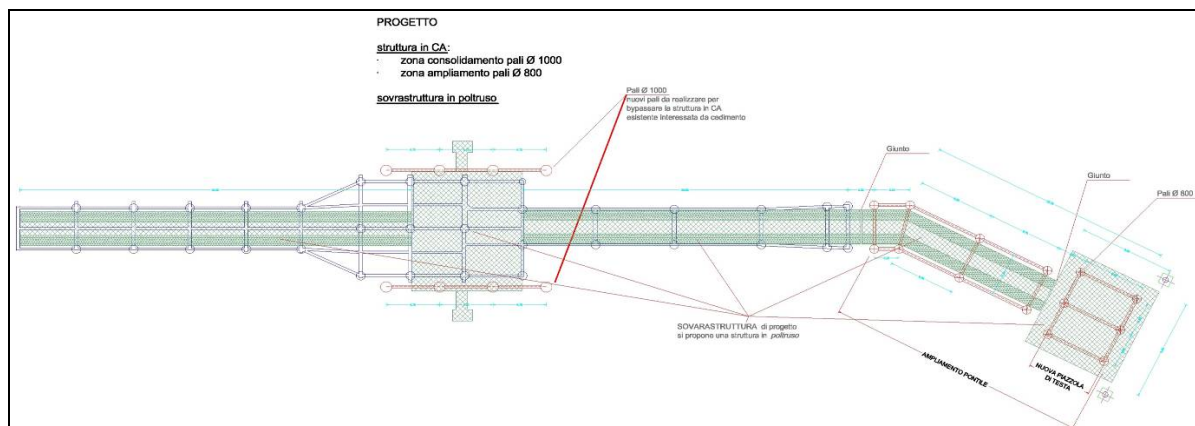 PROGETTO
struttura in CA:
· zona consolidamento pali Ø 1000
· zona ampliamento pali Ø 800
sovrastruttura in poltruso
Pali Ø 1000
nuovi pali da realizzare per
bypassare la struttura in CA
esistente interessata da cedimento
Giunto
Giunto
Pali Ø 800
SOVARASTRUTTURA di progetto
si propone una struttura in poltruso
AMPLIAMENTO PONTILE
NUOVA PIAZZOLA
DI TESTA